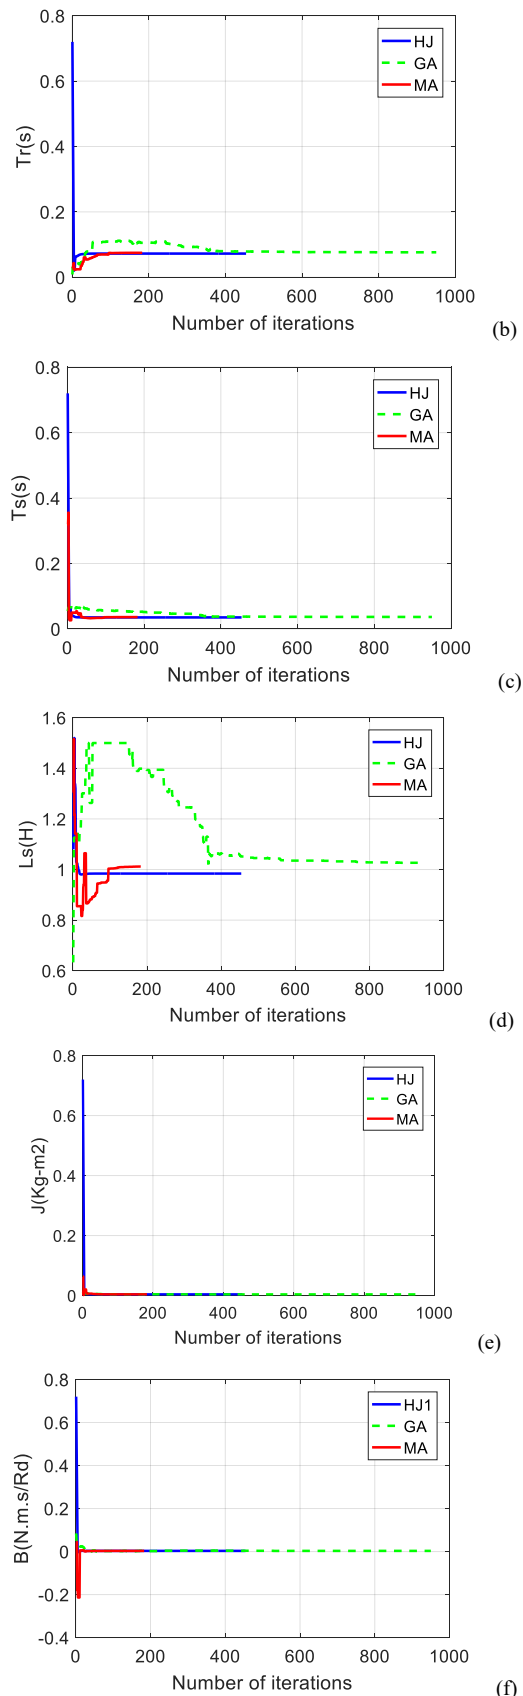 0.8
0.6
0.4
0.2
0
Tr(s)
HJ
GA
MA
0 200 400 600 800 1000
Number of iterations
(b)
0.8
0.6
0.4
0.2
0
Ts(s)
HJ
GA
MA
0 200 400 600 800 1000
Number of iterations
(c)
1.6
1.4
1.2
1
0.8
0.6
Ls(H)
HJ
GA
MA
0 200 400 600 800 1000
Number of iterations
(d)
0.8
0.6
0.4
0.2
0
J(Kg-m2)
HJ
GA
MA
0 200 400 600 800 1000
Number of iterations
(e)
0.8
0.6
0.4
0.2
0
-0.2
-0.4
B(N.m.s/Rd)
HJ1
GA
MA
0 200 400 600 800 1000
Number of iterations
(f)